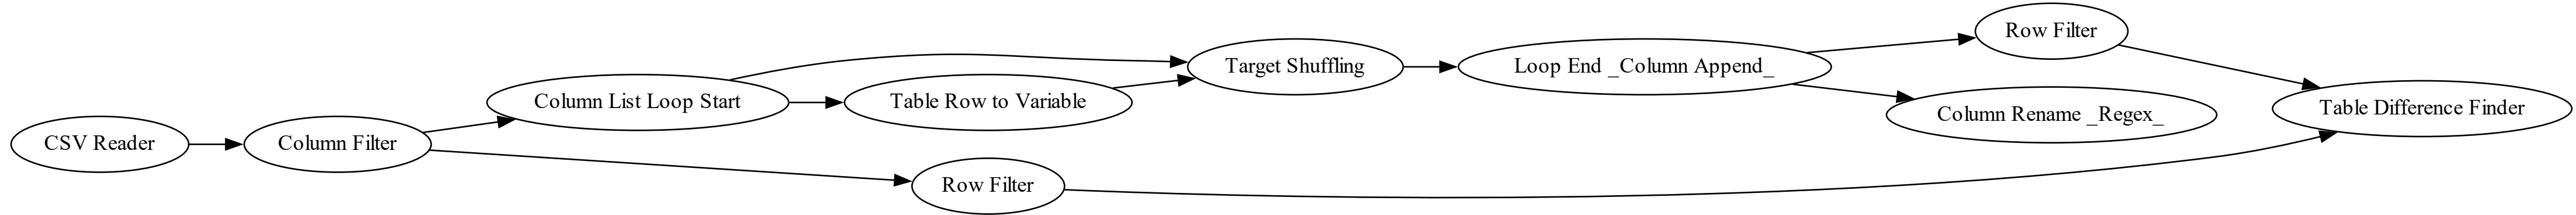 CSV Reader
Column Filter
Column List Loop Start
Table Row to Variable
Row Filter
Target Shuffling
Loop End _Column Append_
Row Filter
Column Rename _Regex_
Table Difference Finder